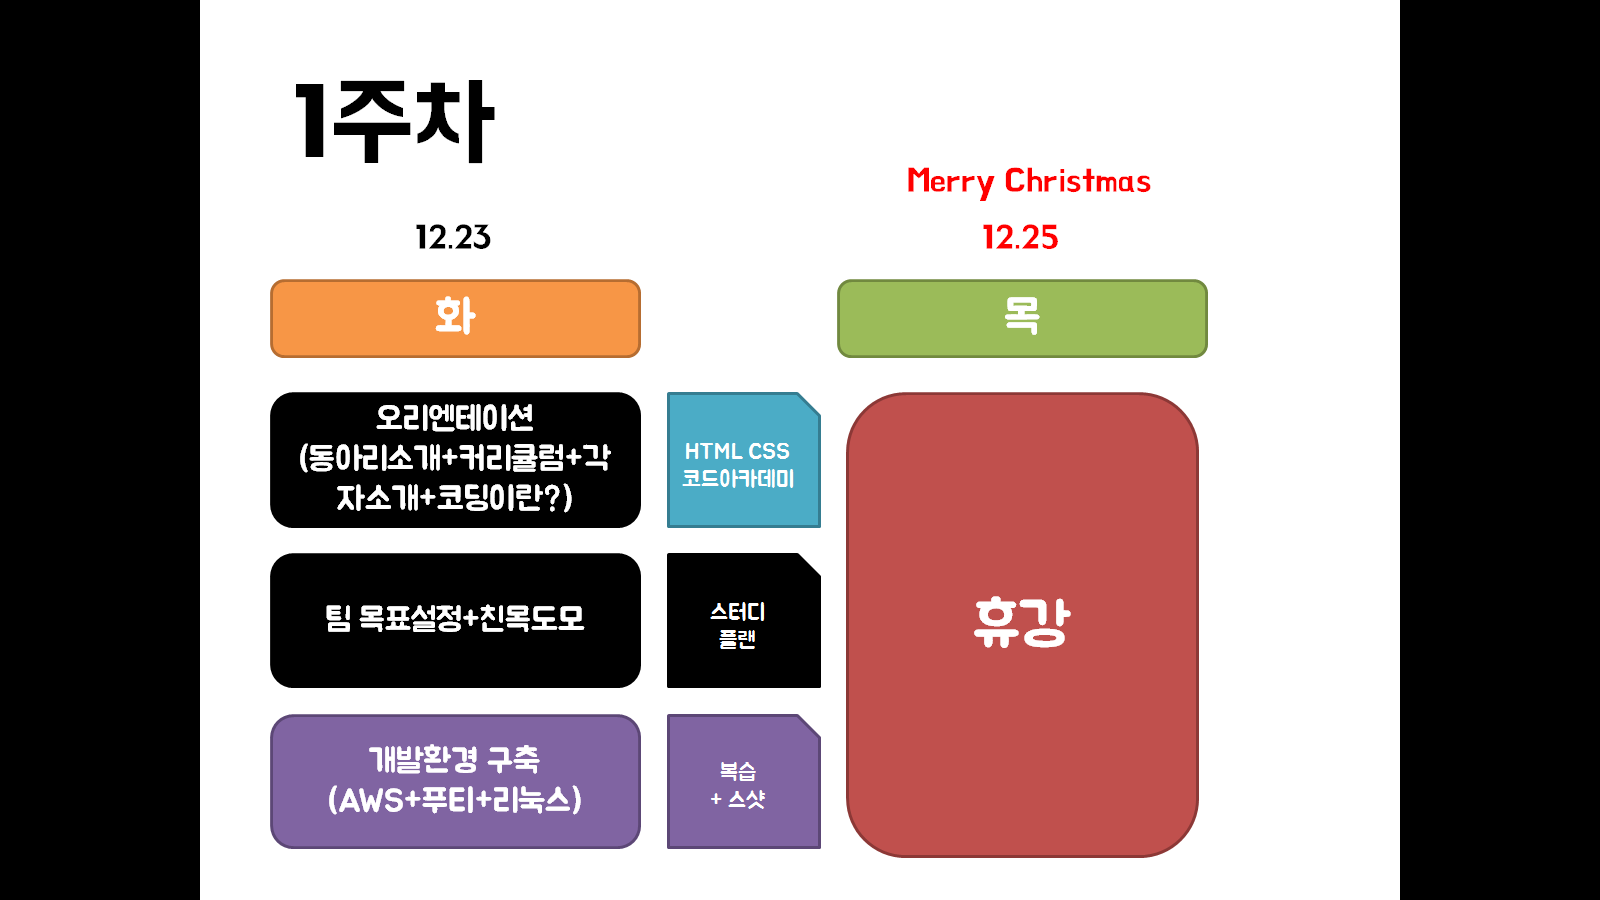 1주차
Merry Christmas
12.23
12.25
화
목
오리엔테이션
(동아리소개+커리큘럼+각
자소개+코딩이란?)
HTML CSS
코드아카데미
팀 목표설정+친목도모
스터디
플랜
휴강
개발환경 구축
(AWS+푸티+리눅스)
복습
+ 스샷